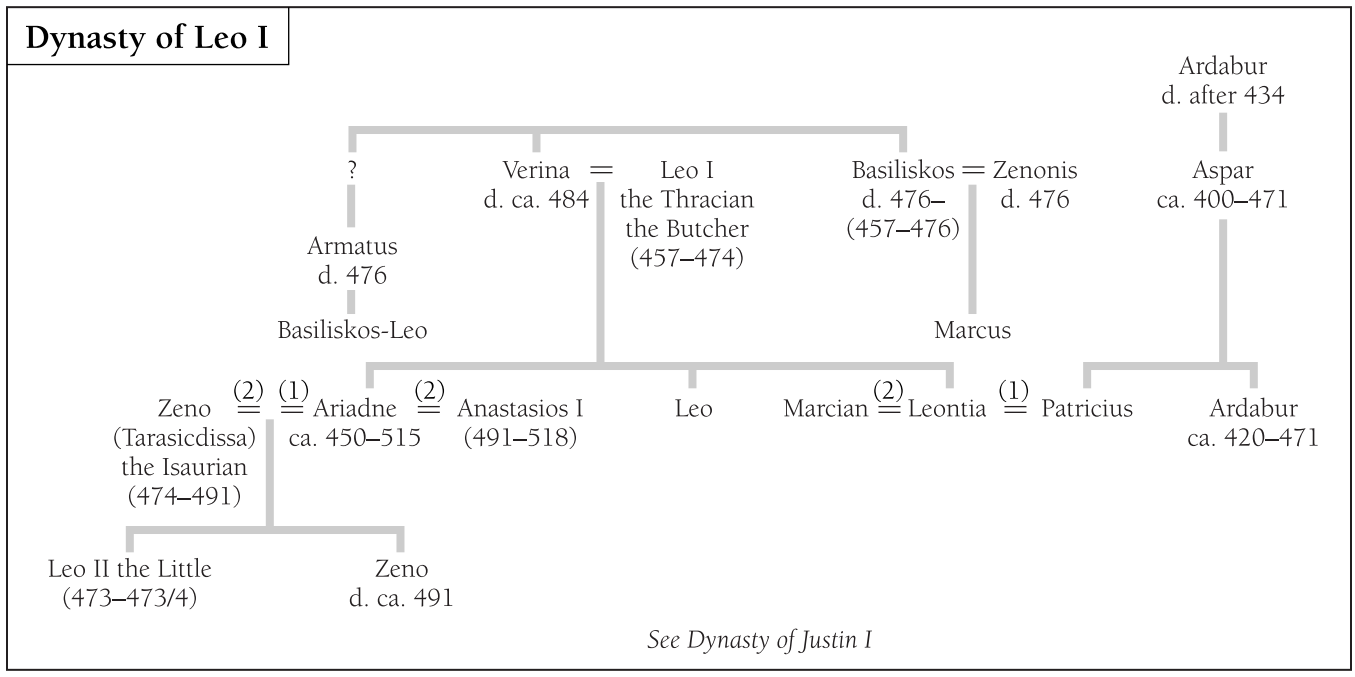 Dynasty of Leo I
Ardabur
d. after 434
?
Verina = Leo I
d. ca. 484
the Thracian
the Butcher
(457–474)
Basiliskos = Zenonis
d. 476–
(457–476)
d. 476
Aspar
ca. 400–471
Armatus
d. 476
Basiliskos-Leo
Marcus
Zeno (2) = (1) = Ariadne (2) = Anastasios I
(Tarasicdissa)
the Isaurian
(474–491)
ca. 450–515
(491–518)
Leo
Marcian (2) = Leontia (1) = Patricius
Ardabur
ca. 420–471
Leo II the Little
(473–473/4)
Zeno
d. ca. 491
See Dynasty of Justin I